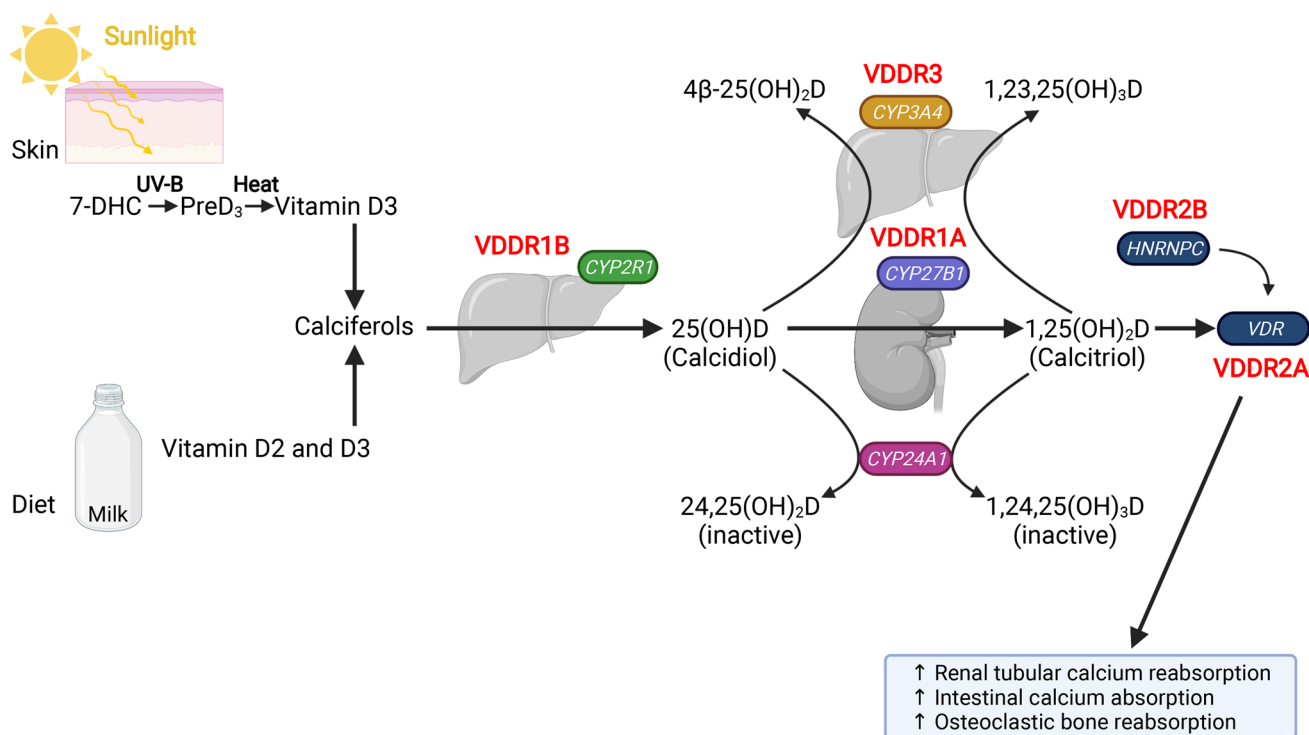 Sunlight
Skin
UV-B Heat
7-DHC PreD₃ Vitamin D3
Calciferols
Vitamin D2 and D3
Diet
Milk
VDDR1B
CYP2R1
25(OH)D
(Calcidiol)
VDDR3
CYP3A4
4β-25(OH)₂D
1,23,25(OH)₃D
VDDR1A
CYP27B1
1,25(OH)₂D
(Calcitriol)
VDDR2B
HNRNPC
VDR
VDDR2A
CYP24A1
24,25(OH)₂D
(inactive)
1,24,25(OH)₃D
(inactive)
↑ Renal tubular calcium reabsorption
↑ Intestinal calcium absorption
↑ Osteoclastic bone reabsorption